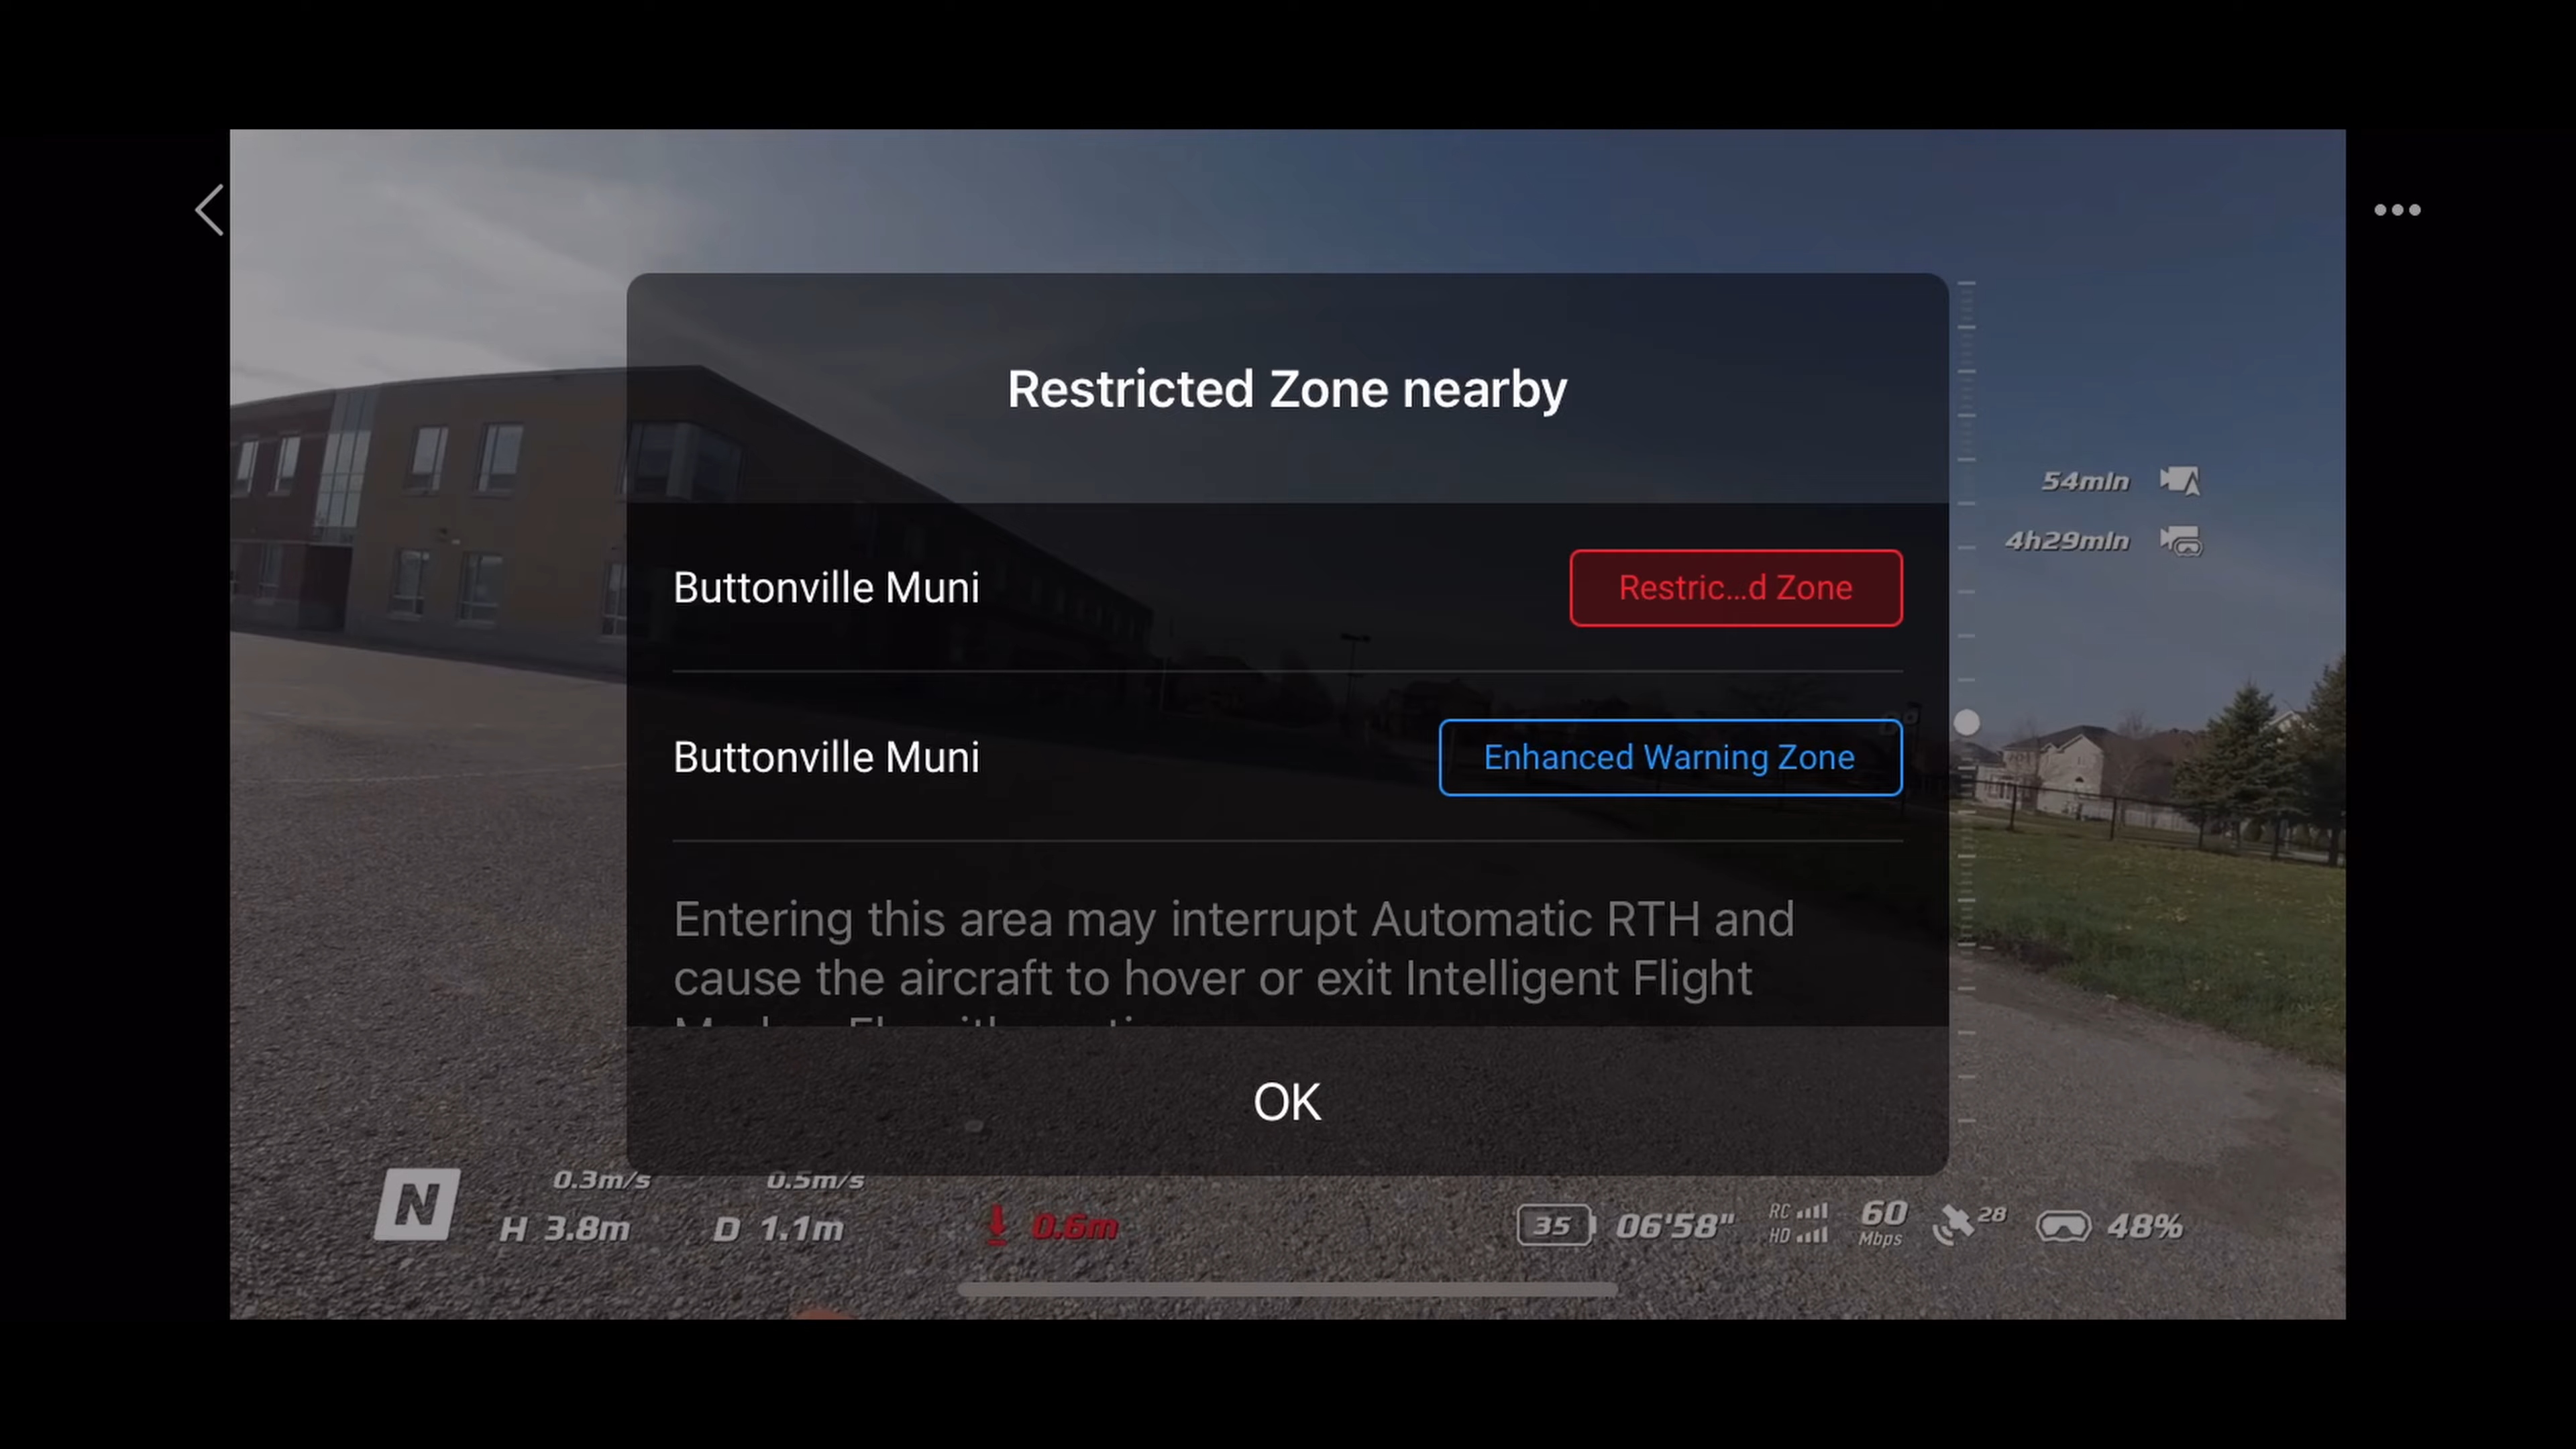 Restricted Zone nearby
Buttonville Muni
Restric...d Zone
Buttonville Muni
Enhanced Warning Zone
Entering this area may interrupt Automatic RTH and
cause the aircraft to hover or exit Intelligent Flight
OK
54min
4h29min
N
0.3m/s
0.5m/s
H 3.8m
D 1.1m
0.6m
35
06'58"
RC
HD
60
Mbps
28
48%